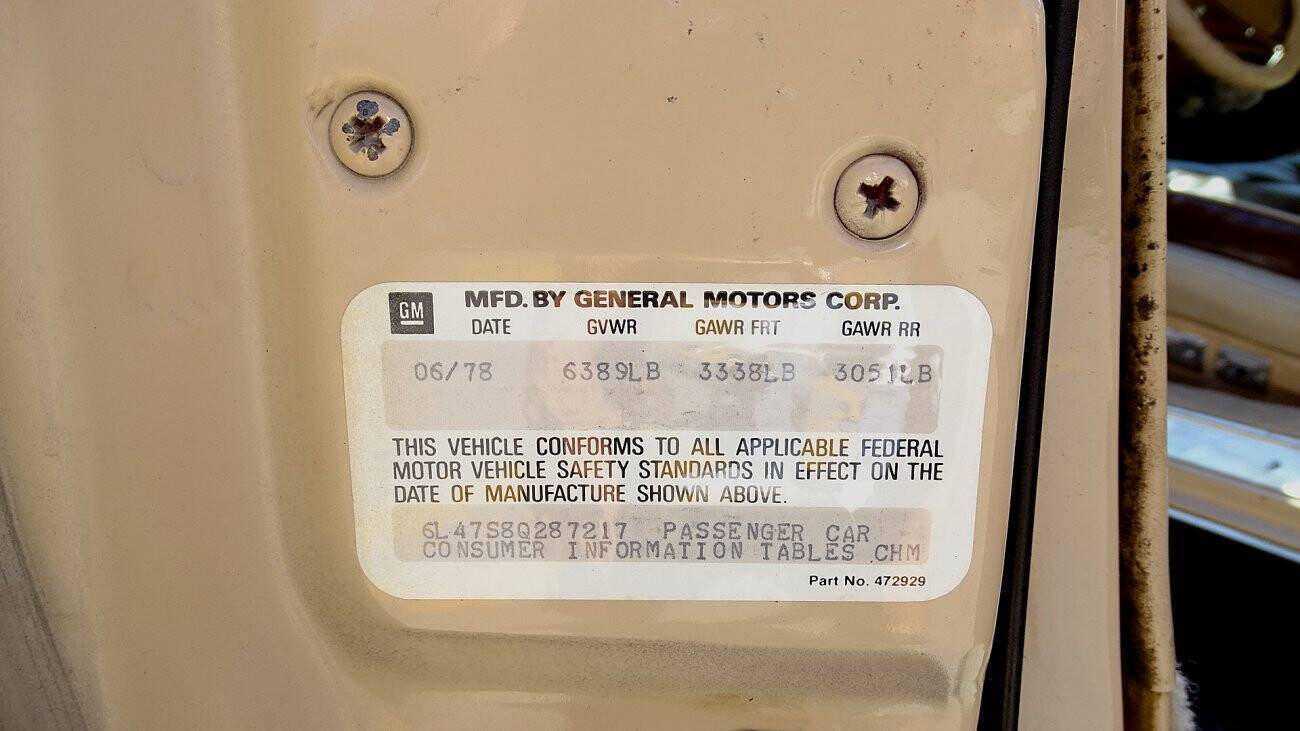 GM MFD. BY GENERAL MOTORS CORP.
DATE GVWR GAWR FRT GAWR RR
06/78 6389LB 3338LB 3051LB
THIS VEHICLE CONFORMS TO ALL APPLICABLE FEDERAL
MOTOR VEHICLE SAFETY STANDARDS IN EFFECT ON THE
DATE OF MANUFACTURE SHOWN ABOVE.
6L47S8Q287217 PASSENGER CAR
CONSUMER INFORMATION TABLES CHM
Part No. 472929